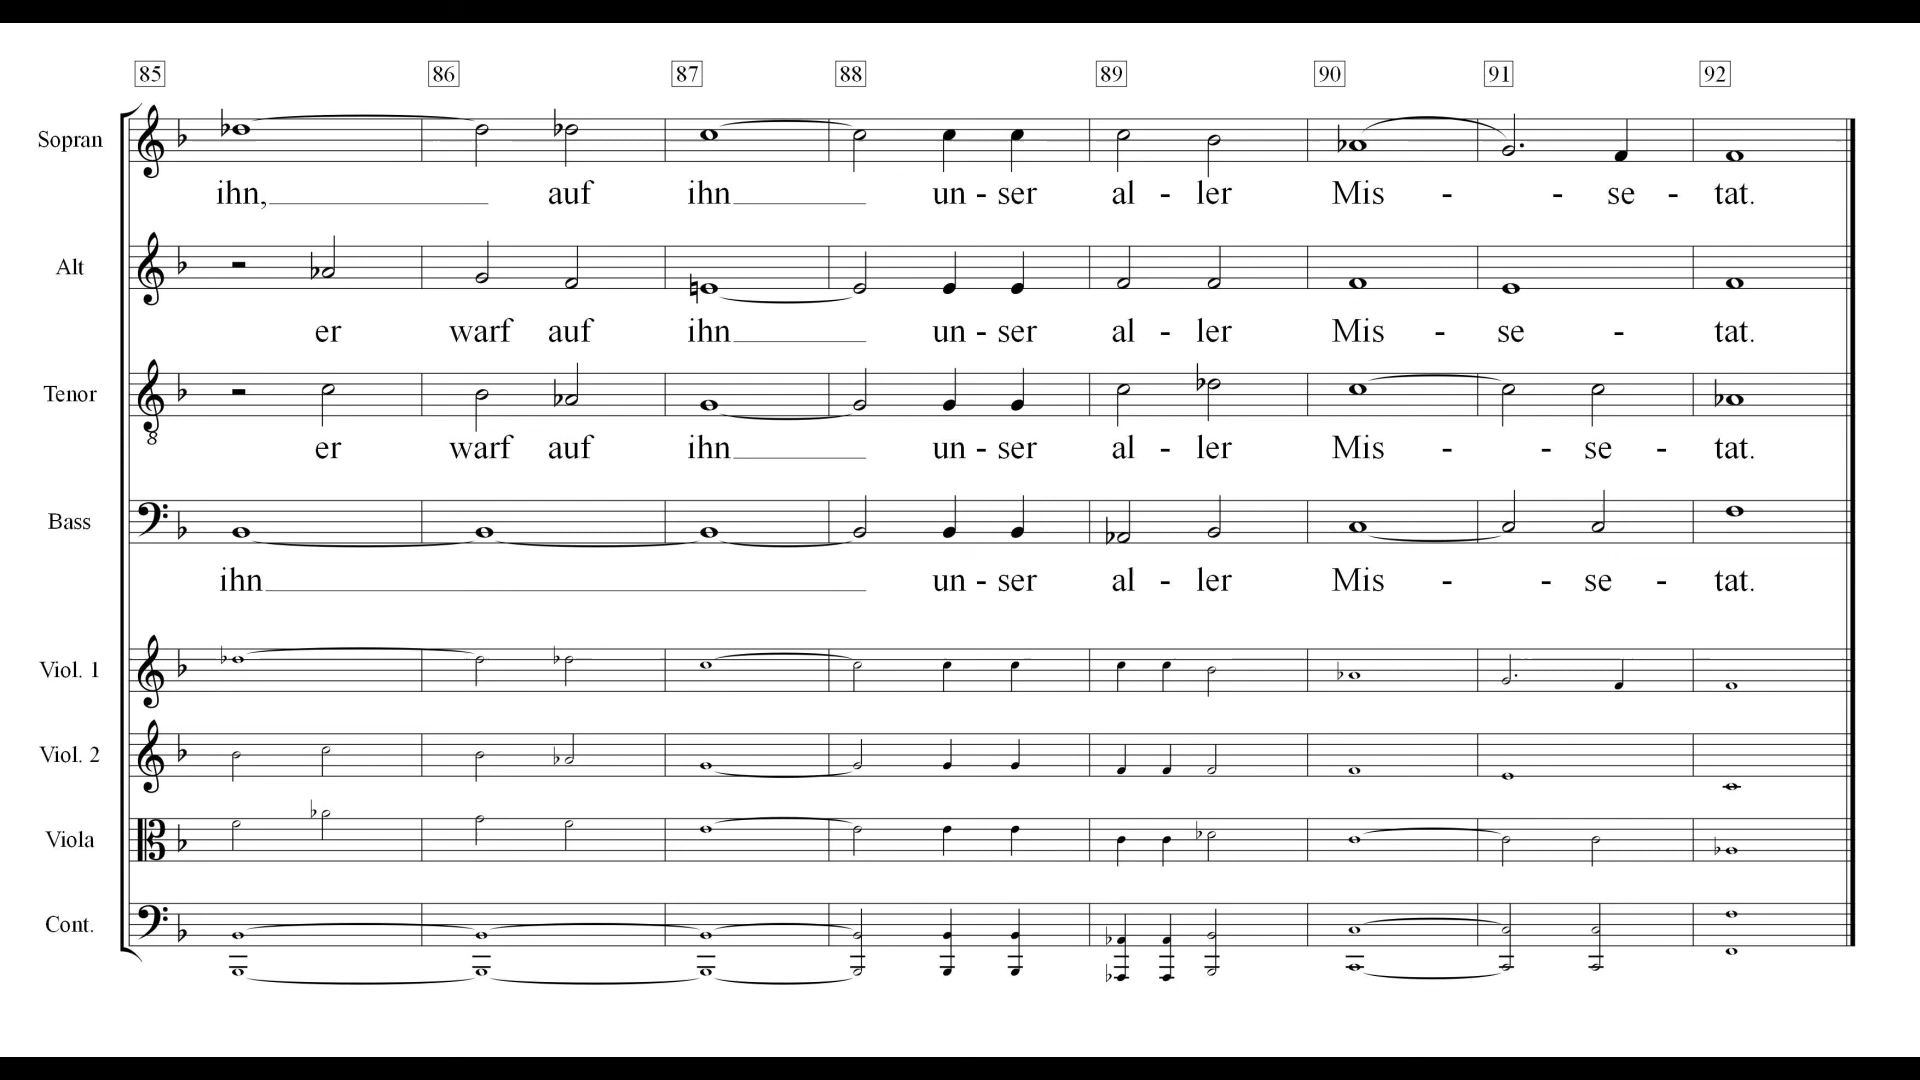 85 86 87 88 89 90 91 92
Sopran
ihn, auf ihn un - ser al - ler Mis - - se - tat.
Alt
er warf auf ihn un - ser al - ler Mis - se - tat.
Tenor
8
er warf auf ihn un - ser al - ler Mis - - se - tat.
Bass
ihn un - ser al - ler Mis - - se - tat.
Viol. 1
Viol. 2
Viola
Cont.